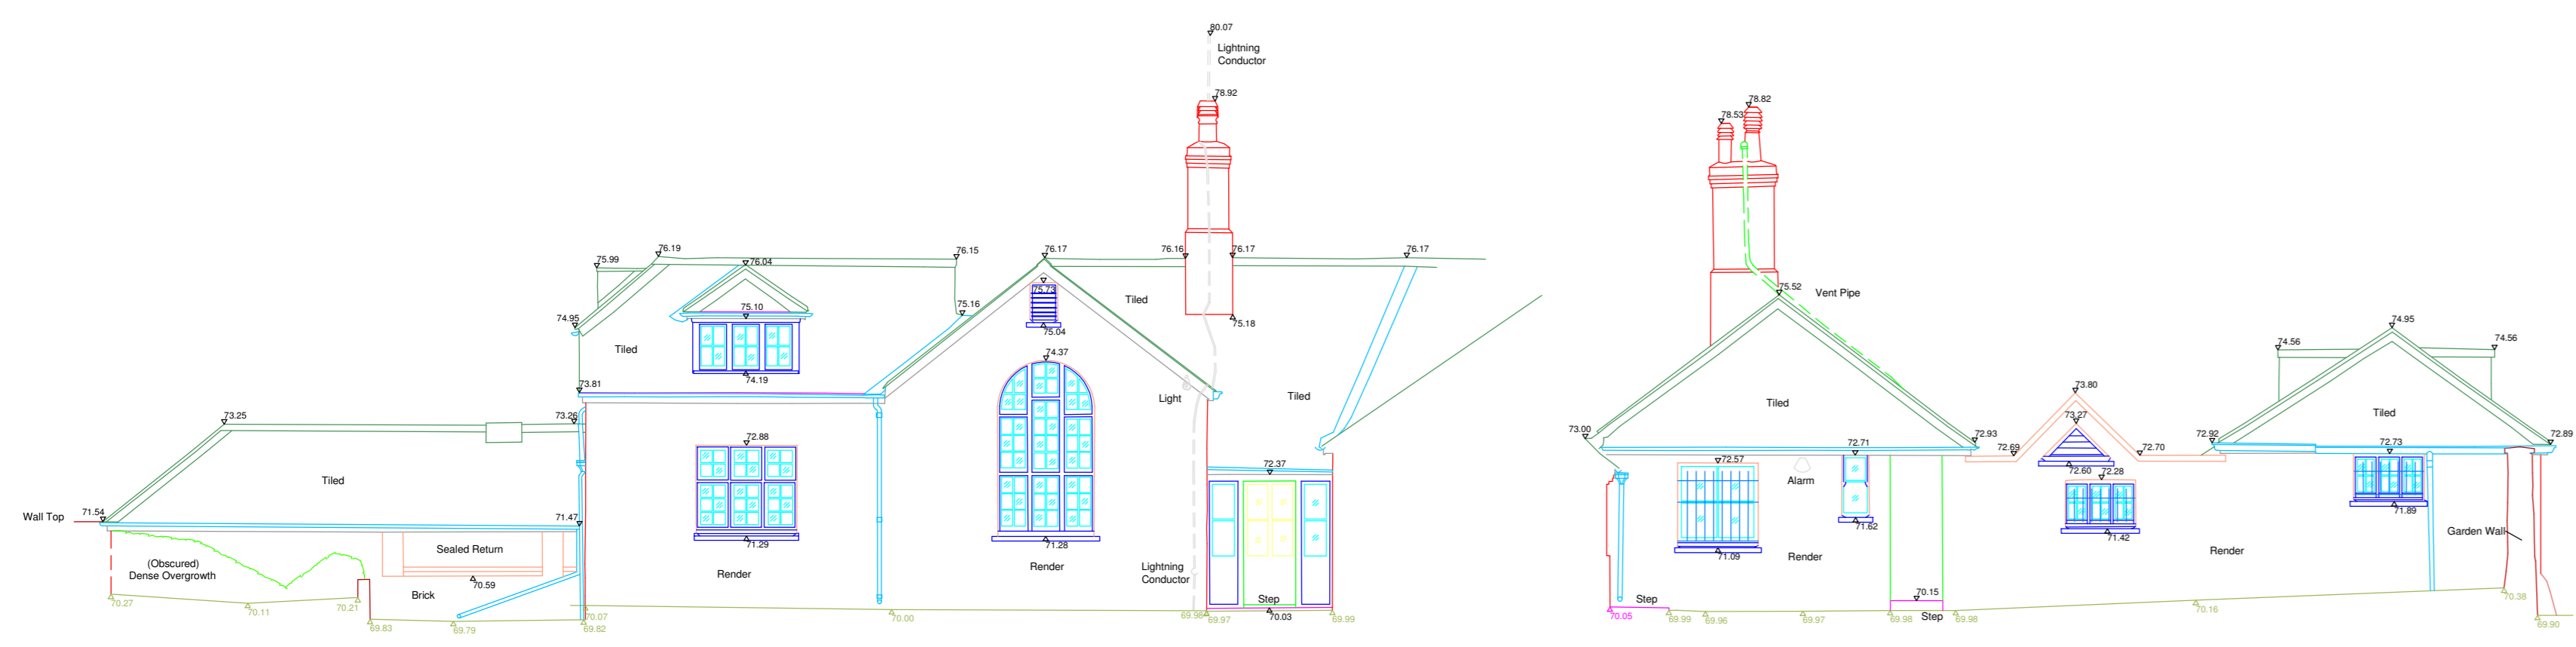 80.07
Lightning
Conductor
78.92
76.19
75.99
76.04
76.15
76.17
76.16
76.17
76.17
75.73
75.10
75.16
75.04
Tiled
75.18
74.95
Tiled
74.19
74.37
73.81
Light
Tiled
73.25
73.26
72.88
72.37
Tiled
Wall Top
71.54
71.47
Sealed Return
(Obscured)
Dense Overgrowth
70.59
Brick
71.29
Render
71.28
Render
Lightning
Conductor
Step
70.27
70.11
70.21
69.83
69.79
70.07
69.82
70.00
69.98
69.97
70.03
69.99
78.82
78.53
75.52
Vent Pipe
Tiled
73.00
72.93
72.71
72.57
Alarm
71.62
71.09
Render
Step
70.15
70.05
69.99
69.96
69.97
69.98
Step
69.98
73.80
73.27
72.69
72.70
72.60
72.28
71.42
74.95
74.56
74.56
Tiled
72.92
72.73
72.89
71.89
Garden Wall
Render
70.16
70.38
69.90